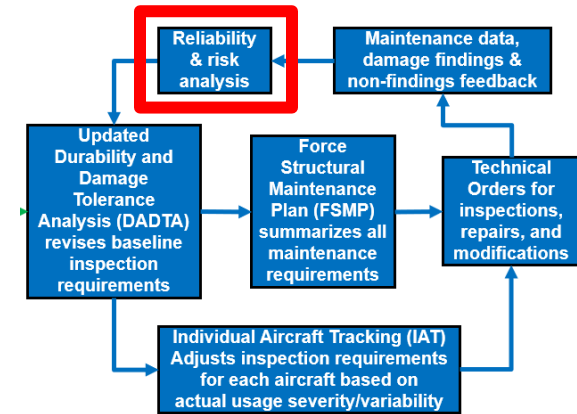 Reliability
& risk
analysis
Maintenance data,
damage findings &
non-findings feedback
Updated
Durability and
Damage
Tolerance
Analysis (DADTA)
revises baseline
inspection
requirements
Force
Structural
Maintenance
Plan (FSMP)
summarizes all
maintenance
requirements
Technical
Orders for
inspections,
repairs, and
modifications
Individual Aircraft Tracking (IAT)
Adjusts inspection requirements
for each aircraft based on
actual usage severity/variability